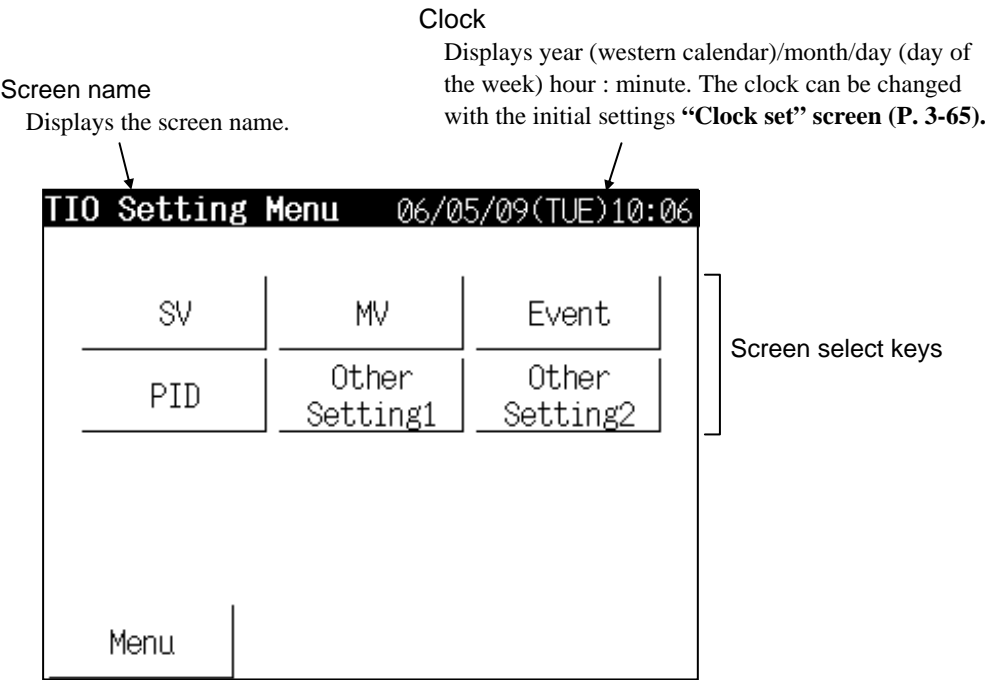 Clock
Displays year (western calendar)/month/day (day of
the week) hour : minute. The clock can be changed
with the initial settings “Clock set” screen (P. 3-65).
Screen name
Displays the screen name.
TIO Setting Menu 06/05/09(TUE)10:06
SV MV Event
PID Other Setting1 Other Setting2
Screen select keys
Menu